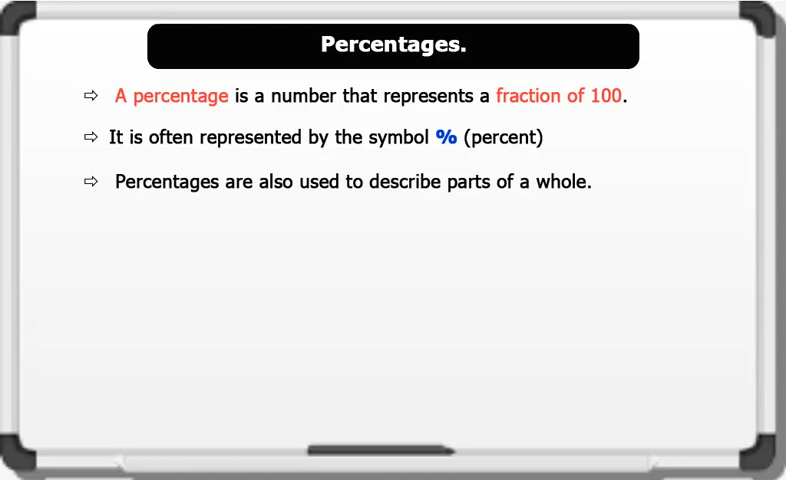 Percentages.
⇨ A percentage is a number that represents a fraction of 100.
⇨ It is often represented by the symbol % (percent)
⇨ Percentages are also used to describe parts of a whole.